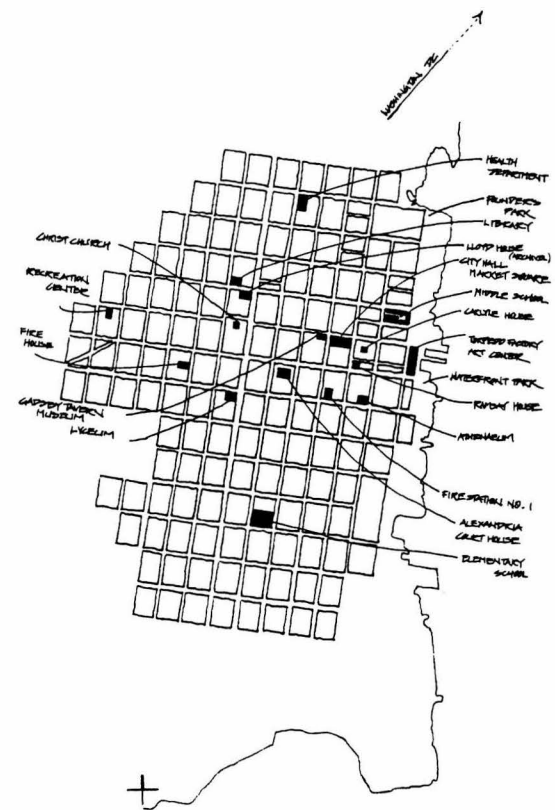 WASHINGTON DC
HEALTH
DEPARTMENT
FOUNDERS
PARK
LIBRARY
LLOYD HOUSE
(ARCHIVES)
CITY HALL
MARKET SQUARE
MIDDLE SCHOOL
CARLYLE HOUSE
TORPEDO FACTORY
ART CENTER
WATERFRONT PARK
RAMSAY HOUSE
ATHENAEUM
FIRE STATION NO. 1
ALEXANDRIA
COURT HOUSE
ELEMENTARY
SCHOOL
CHRIST CHURCH
RECREATION
CENTER
FIRE
HOUSE
GADSBY TAVERN
MUSEUM
LYCEUM